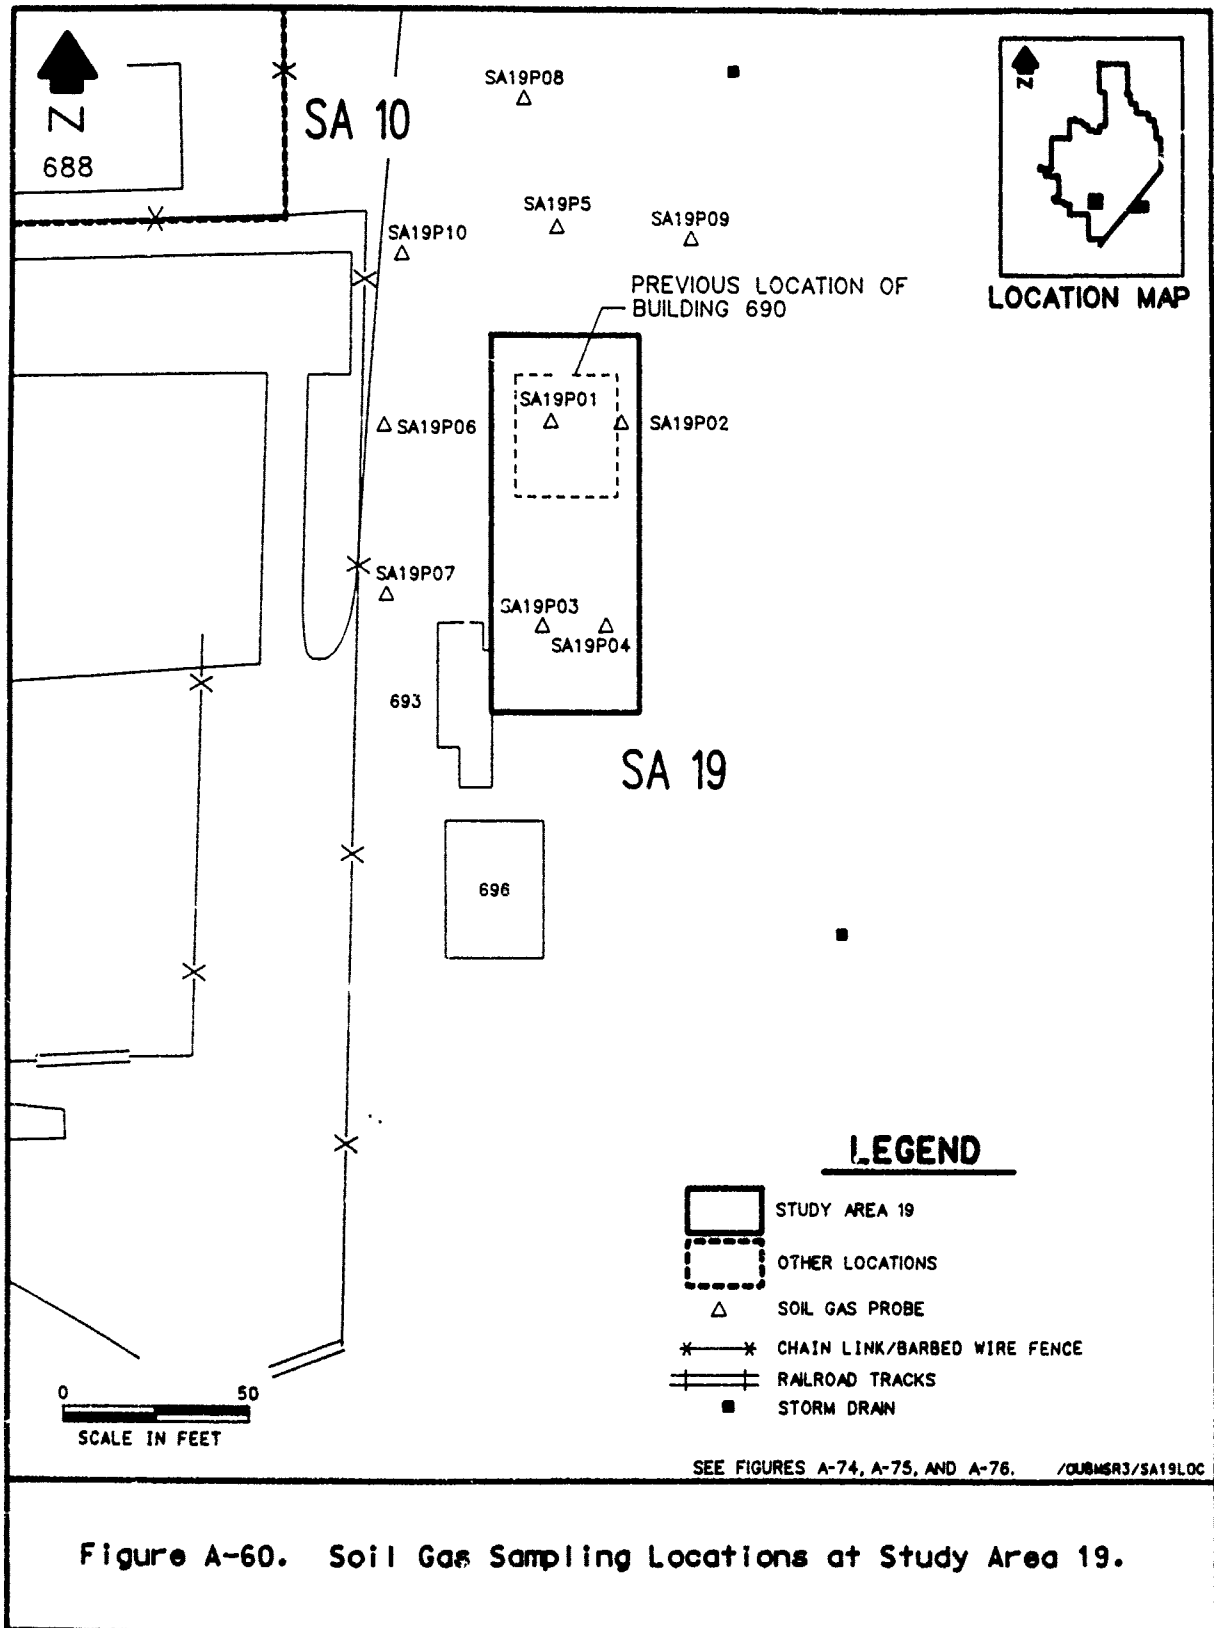 N
688
SA 10
SA19P08
N
LOCATION MAP
SA19P5
SA19P09
SA19P10
PREVIOUS LOCATION OF
BUILDING 690
SA19P01
SA19P02
SA19P06
SA19P07
SA19P03
SA19P04
693
SA 19
696
LEGEND
STUDY AREA 19
OTHER LOCATIONS
SOIL GAS PROBE
CHAIN LINK/BARBED WIRE FENCE
RAILROAD TRACKS
STORM DRAIN
0 50
SCALE IN FEET
SEE FIGURES A-74, A-75, AND A-76.
Figure A-60. Soil Gas Sampling Locations at Study Area 19.